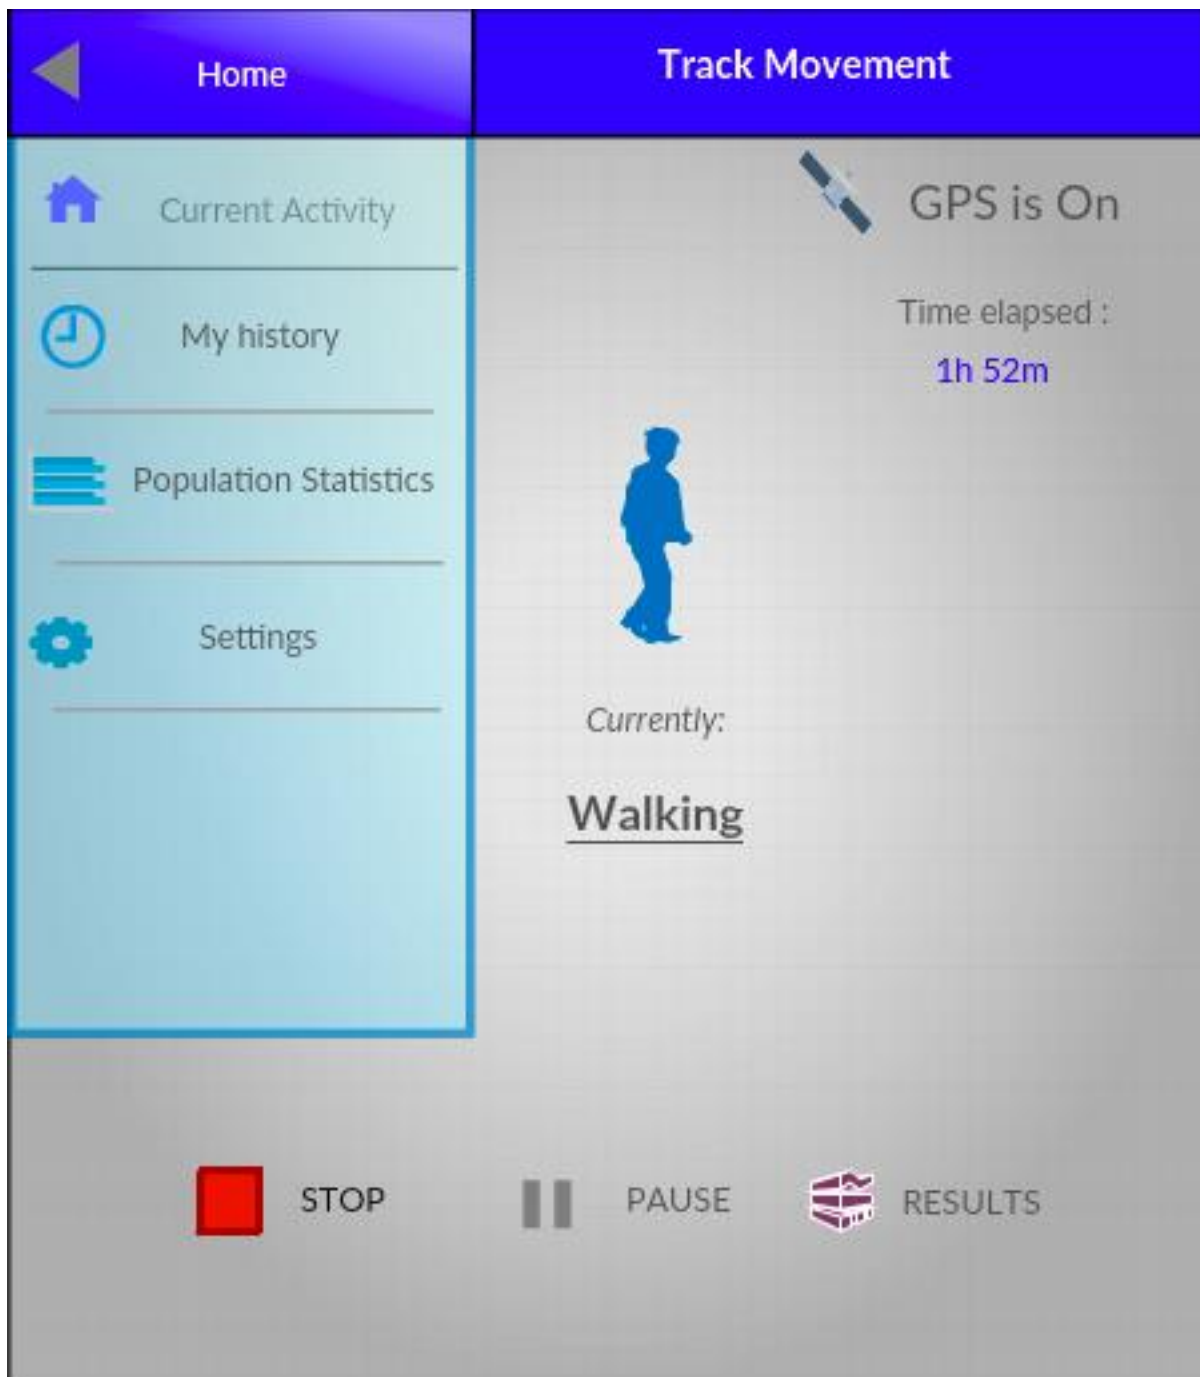 Home
Track Movement
Current Activity
GPS is On
My history
Time elapsed :
1h 52m
Population Statistics
Settings
Currently:
Walking
STOP
PAUSE
RESULTS